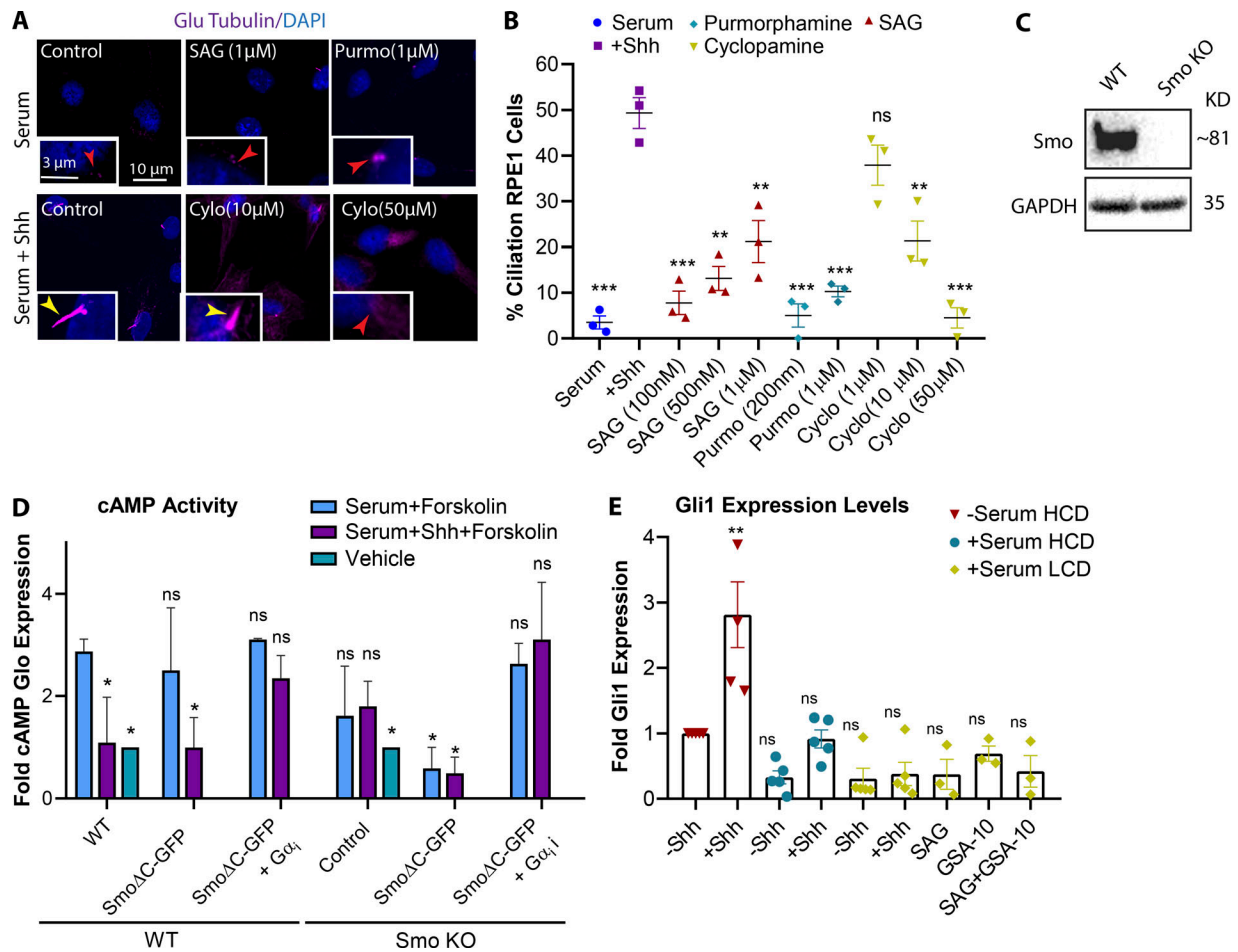 A
Glu Tubulin/DAPI
Serum
Control
SAG (1μM)
Purmo(1μM)
3 μm
10 μm
Serum + Shh
Control
Cylo(10μM)
Cylo(50μM)
B
Serum
Purmorphamine
SAG
+Shh
Cyclopamine
% Ciliation RPE1 Cells
60
50
40
30
20
10
0
***
***
**
**
***
***
ns
**
***
Serum
+Shh
SAG (100nM)
SAG (500nM)
SAG (1μM)
Purmo (200nm)
Purmo (1μM)
Cyclo (1μM)
Cyclo(10 μM)
Cyclo (50μM)
C
WT
Smo KO
KD
Smo
~81
GAPDH
35
D
cAMP Activity
Serum+Forskolin
Serum+Shh+Forskolin
Vehicle
Fold cAMP Glo Expression
4
2
0
*
*
ns
*
ns
ns
ns
ns
*
*
*
ns
ns
WT
SmoΔC-GFP
SmoΔC-GFP
+ Gαi
Control
SmoΔC-GFP
SmoΔC-GFP
+ Gαi i
WT
Smo KO
E
Gli1 Expression Levels
-Serum HCD
+Serum HCD
+Serum LCD
Fold Gli1 Expression
4
3
2
1
0
**
ns
ns
ns
ns
ns
ns
ns
-Shh
+Shh
-Shh
+Shh
-Shh
+Shh
SAG
GSA-10
SAG+GSA-10